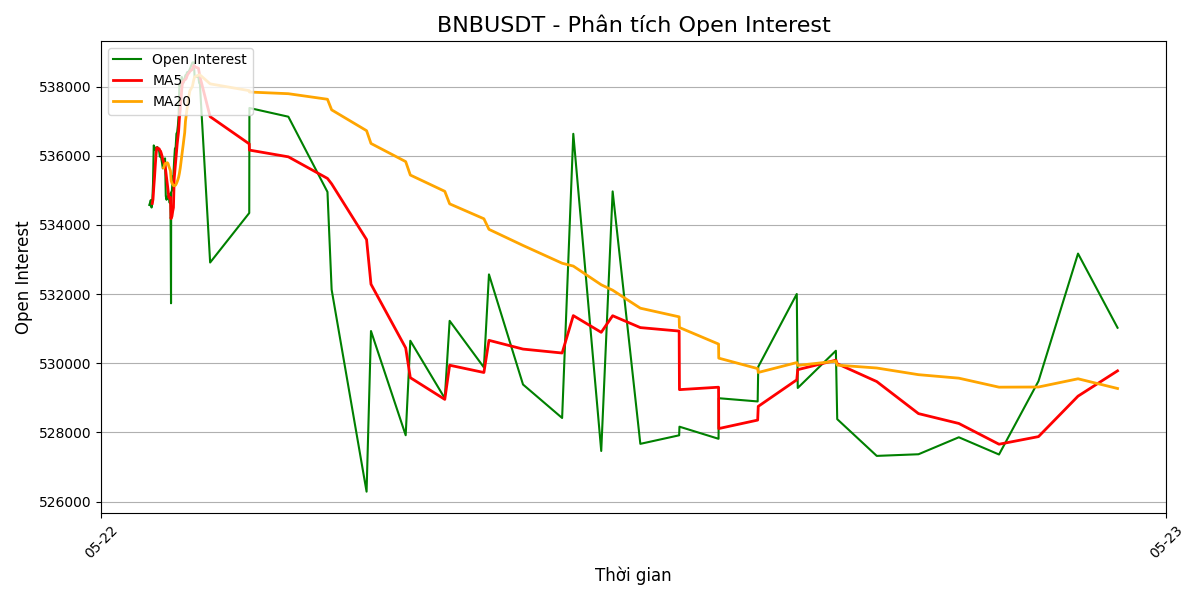 BNBUSDT - Phân tích Open Interest
Open Interest
MA5
MA20
538000
536000
534000
532000
530000
528000
526000
Open Interest
05-22
05-23
Thời gian